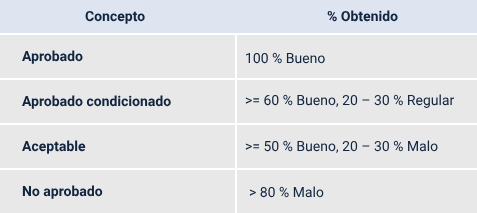 Concepto % Obtenido
Aprobado 100 % Bueno
Aprobado condicionado >= 60 % Bueno, 20 – 30 % Regular
Aceptable >= 50 % Bueno, 20 – 30 % Malo
No aprobado > 80 % Malo